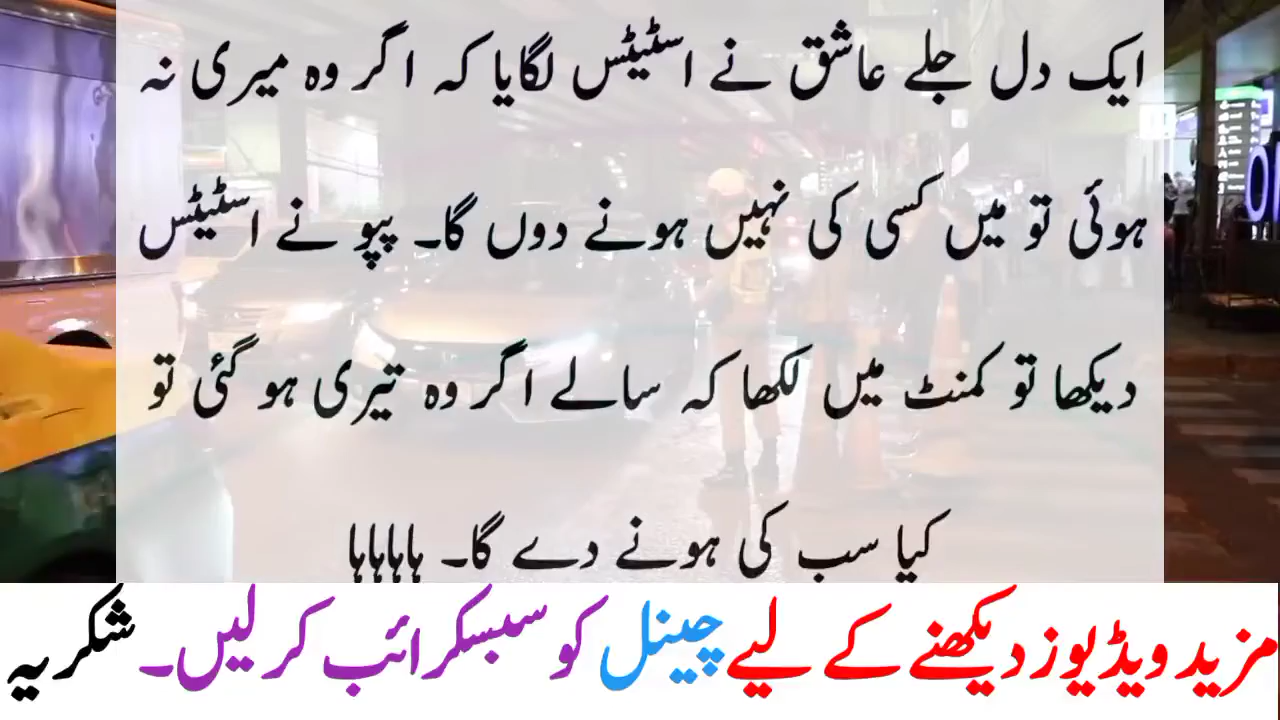 ایک دل جلے عاشق نے اسٹیٹس لگایا کہ اگر وہ میری نہ
ہوئی تو میں کسی کی نہیں ہونے دوں گا۔ پپو نے اسٹیٹس
دیکھا تو کمنٹ میں لکھا کہ سالے اگر وہ تیری ہو گئی تو
کیا سب کی ہونے دے گا۔ ہاہاہاہا
مزید ویڈیوز دیکھنے کے لیے چینل کو سبسکرائب کر لیں۔ شکریہ